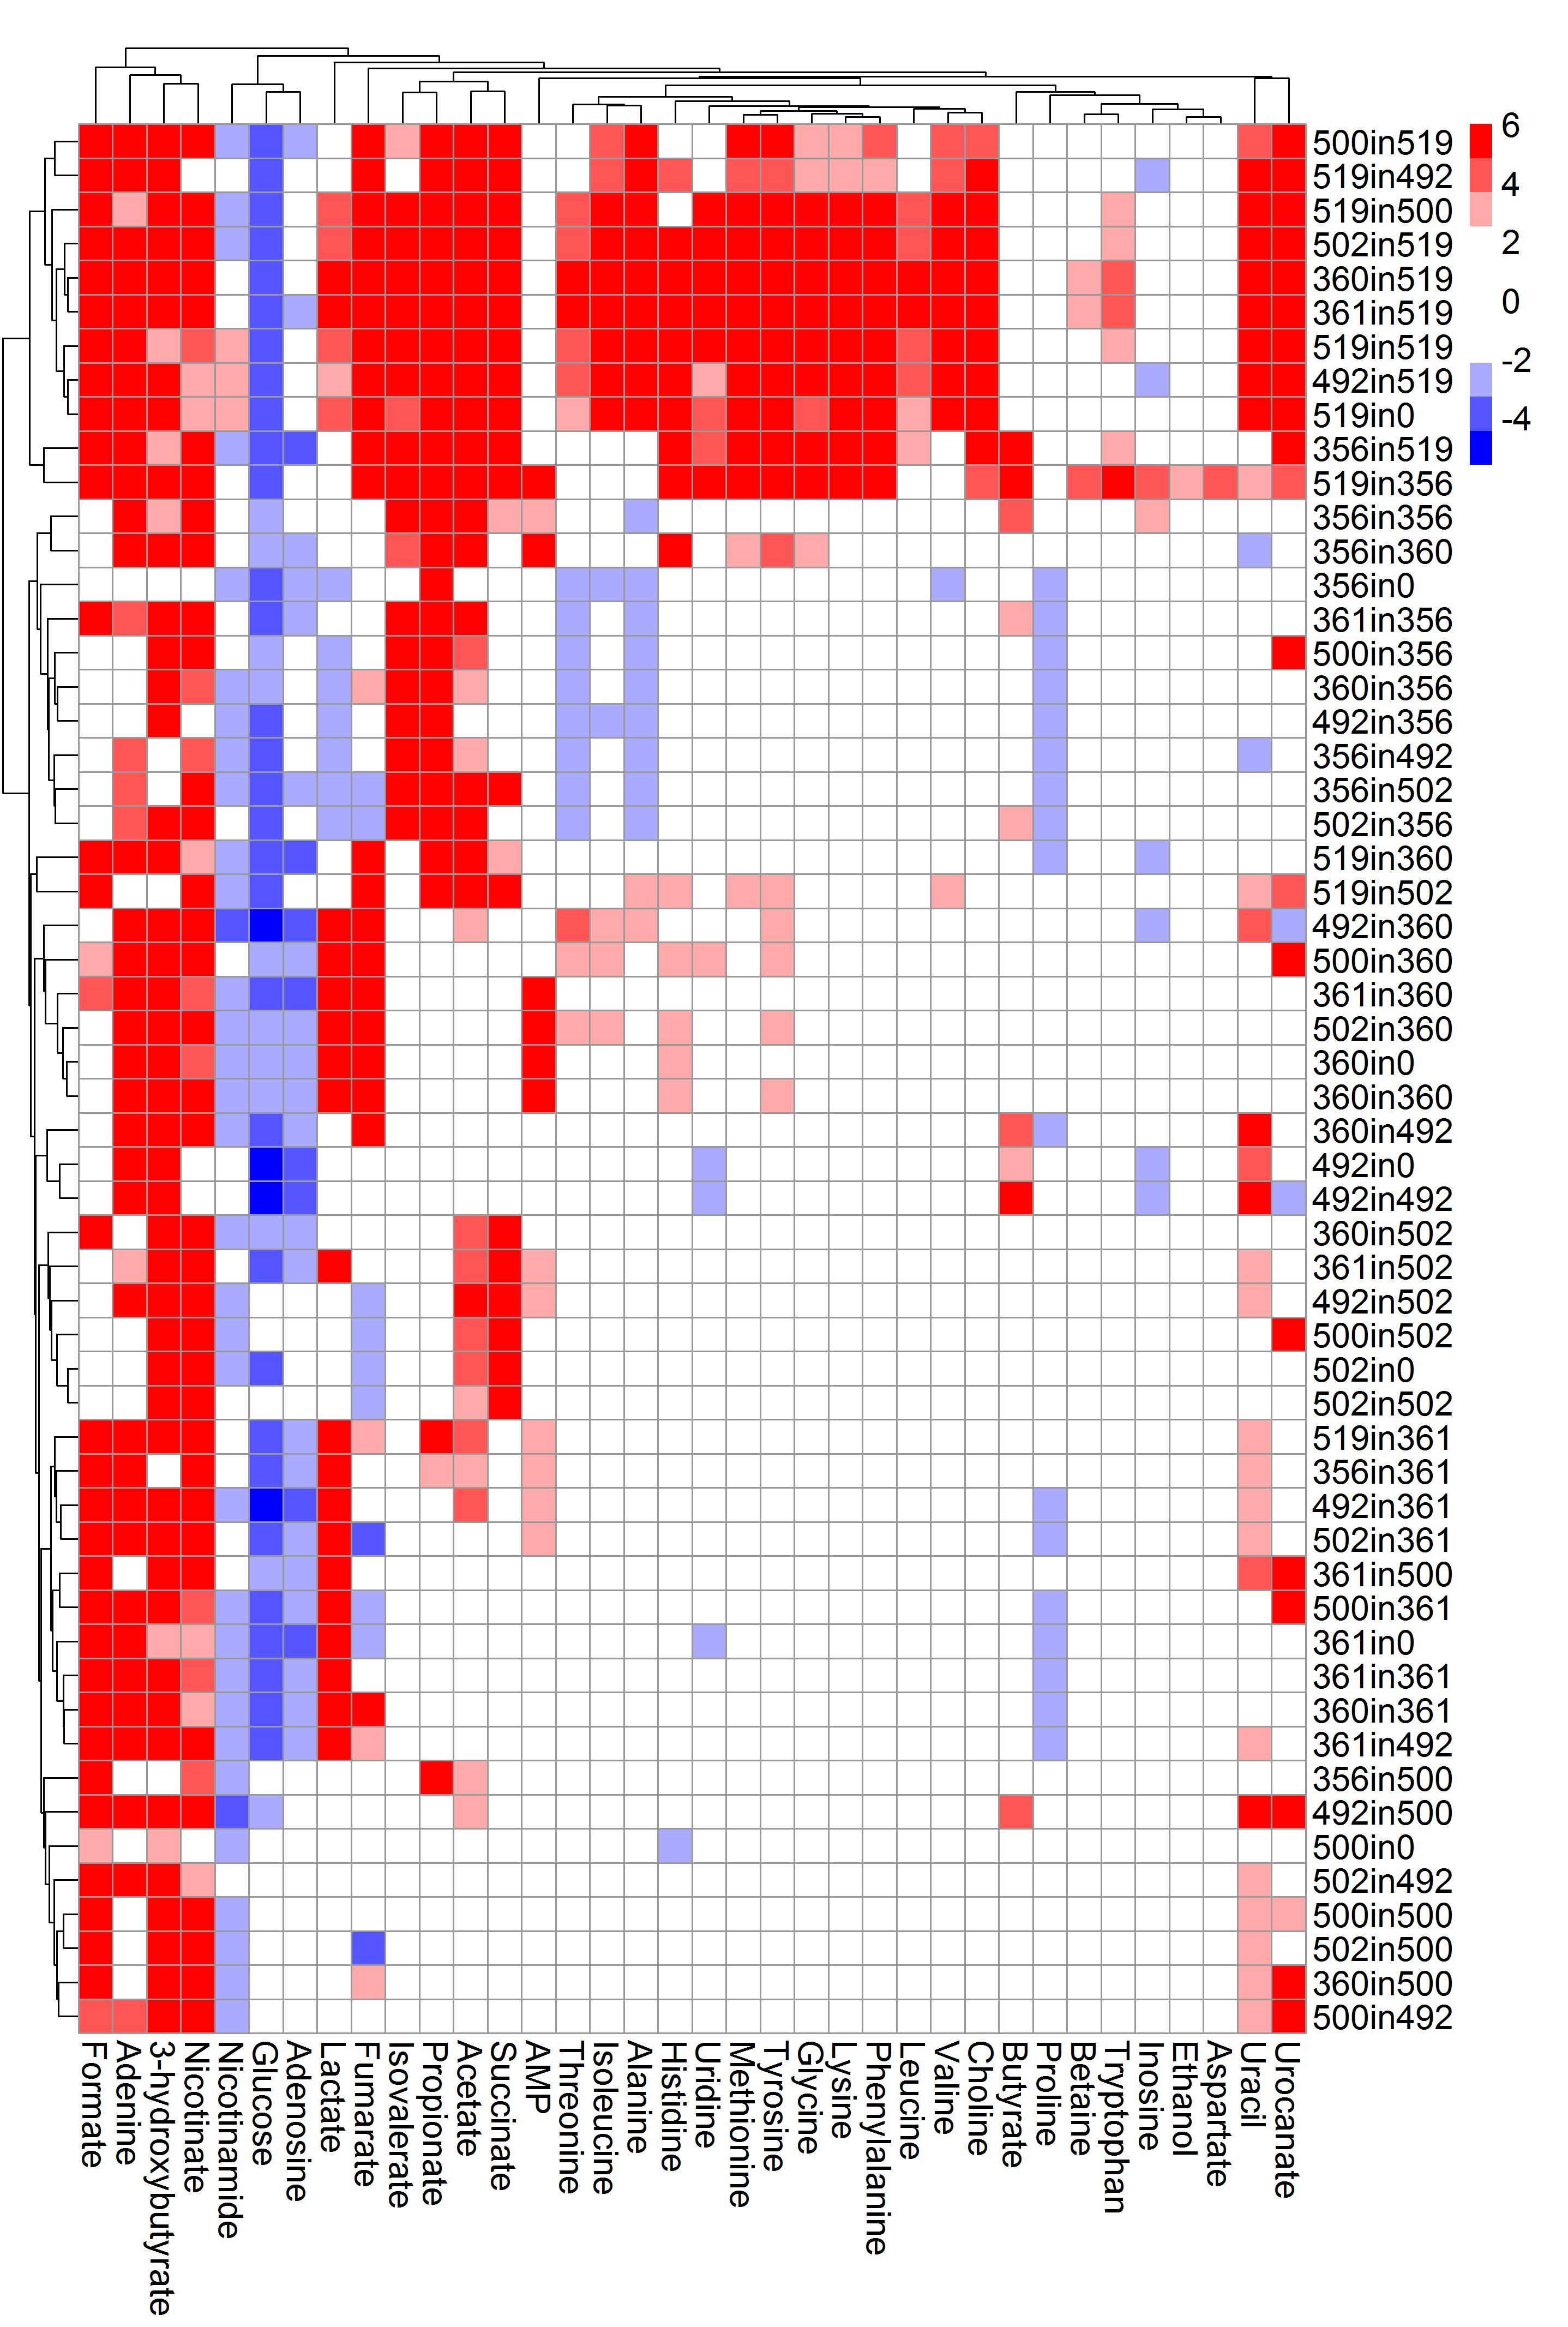 6
4
2
0
-2
-4
500in519
519in492
519in500
502in519
360in519
361in519
519in519
492in519
519in0
356in519
519in356
356in356
356in360
356in0
361in356
500in356
360in356
492in356
356in492
356in502
502in356
519in360
519in502
492in360
500in360
361in360
502in360
360in0
360in360
360in492
492in0
492in492
360in502
361in502
492in502
500in502
502in0
502in502
519in361
356in361
492in361
502in361
361in500
500in361
361in0
361in361
360in361
361in492
356in500
492in500
500in0
502in492
500in500
502in500
360in500
500in492
Formate
Adenine
3-hydroxybutyrate
Nicotinate
Nicotinamide
Glucose
Adenosine
Lactate
Fumarate
Isovalerate
Propionate
Acetate
Succinate
AMP
Threonine
Isoleucine
Alanine
Histidine
Uridine
Methionine
Tyrosine
Glycine
Lysine
Phenylalanine
Leucine
Valine
Choline
Butyrate
Proline
Betaine
Tryptophan
Inosine
Ethanol
Aspartate
Uracil
Urocanate